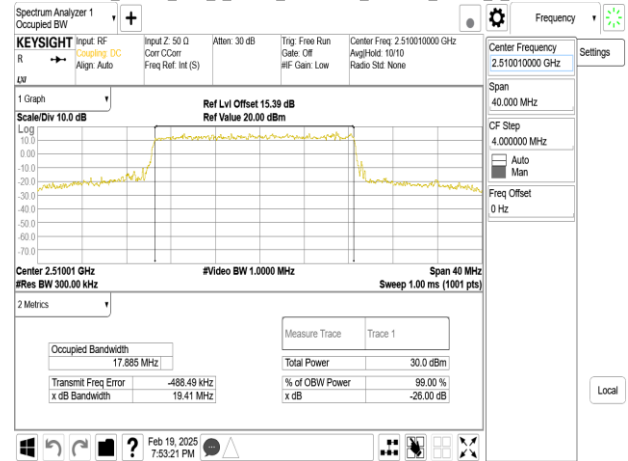 Spectrum Analyzer 1
Occupied BW
KEYSIGHT
R
LXI
Input: RF
Coupling: DC
Align: Auto
Input Z: 50 Ω
Corr CCorr
Freq Ref: Int (S)
Atten: 30 dB
Trig: Free Run
Gate: Off
#IF Gain: Low
Center Freq: 2.510010000 GHz
Avg|Hold: 10/10
Radio Std: None
1 Graph
Scale/Div 10.0 dB
Ref Lvl Offset 15.39 dB
Ref Value 20.00 dBm
Log
10.0
0.00
-10.0
-20.0
-30.0
-40.0
-50.0
-60.0
-70.0
Center 2.51001 GHz
#Video BW 1.0000 MHz
Span 40 MHz
#Res BW 300.00 kHz
Sweep 1.00 ms (1001 pts)
2 Metrics
Measure Trace Trace 1
Occupied Bandwidth
17.885 MHz
Total Power 30.0 dBm
Transmit Freq Error -488.49 kHz
% of OBW Power 99.00 %
x dB Bandwidth 19.41 MHz
x dB -26.00 dB
Feb 19, 2025
7:53:21 PM
Frequency
Center Frequency
2.510010000 GHz
Settings
Span
40.000 MHz
CF Step
4.000000 MHz
Auto
Man
Freq Offset
0 Hz
Local